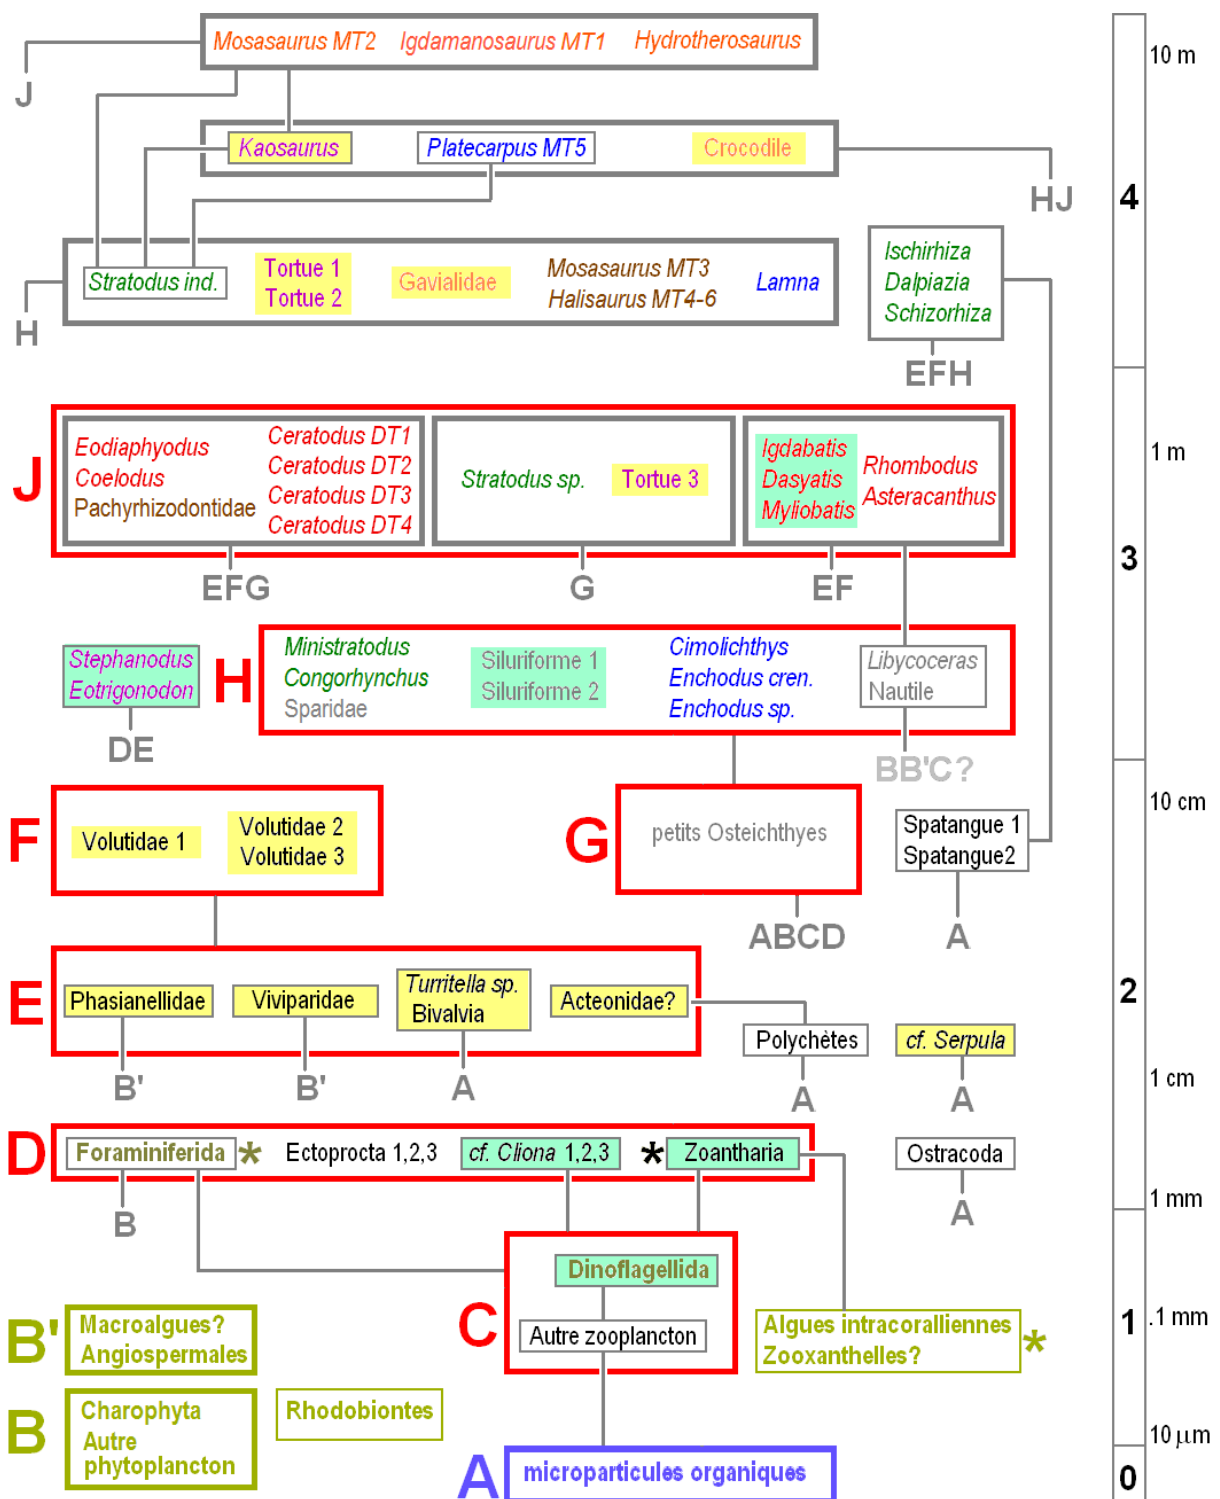 Mosasaurus MT2 Igdamanosaurus MT1 Hydrotherosaurus
10 m
J
Kaosaurus Platecarpus MT5 Crocodile
HJ
4
Stratodus ind.
Tortue 1
Tortue 2
Gavialidae
Mosasaurus MT3
Halisaurus MT4-6
Lamna
Ischirhiza
Dalpiazia
Schizorhiza
H
EFH
J
Eodiaphyodus
Coelodus
Pachyrhizodontidae
Ceratodus DT1
Ceratodus DT2
Ceratodus DT3
Ceratodus DT4
Stratodus sp.
Tortue 3
Igdabatis
Dasyatis
Myliobatis
Rhombodus
Asteracanthus
1 m
EFG
G
EF
3
Stephanodus
Eotrigonodon
DE
H
Ministratodus
Congorhynchus
Sparidae
Siluriforme 1
Siluriforme 2
Cimolichthys
Enchodus cren.
Enchodus sp.
Libycoceras
Nautile
BB'C?
10 cm
F
Volutidae 1
Volutidae 2
Volutidae 3
G
petits Osteichthyes
ABCD
Spatangue 1
Spatangue2
A
E
Phasianellidae
Viviparidae
Turritella sp.
Bivalvia
Acteonidae?
2
B'
B'
A
Polychètes
A
cf. Serpula
A
1 cm
D
Foraminiferida *
Ectoprocta 1,2,3
cf. Cliona 1,2,3
* Zoantharia
Ostracoda
A
B
1 mm
C
Dinoflagellida
Autre zooplancton
B'
Macroalgues?
Angiospermales
Algues intracoralliennes
Zooxanthelles?
*
1
.1 mm
B
Charophyta
Autre
phytoplancton
Rhodobiontes
10 µm
A
microparticules organiques
0